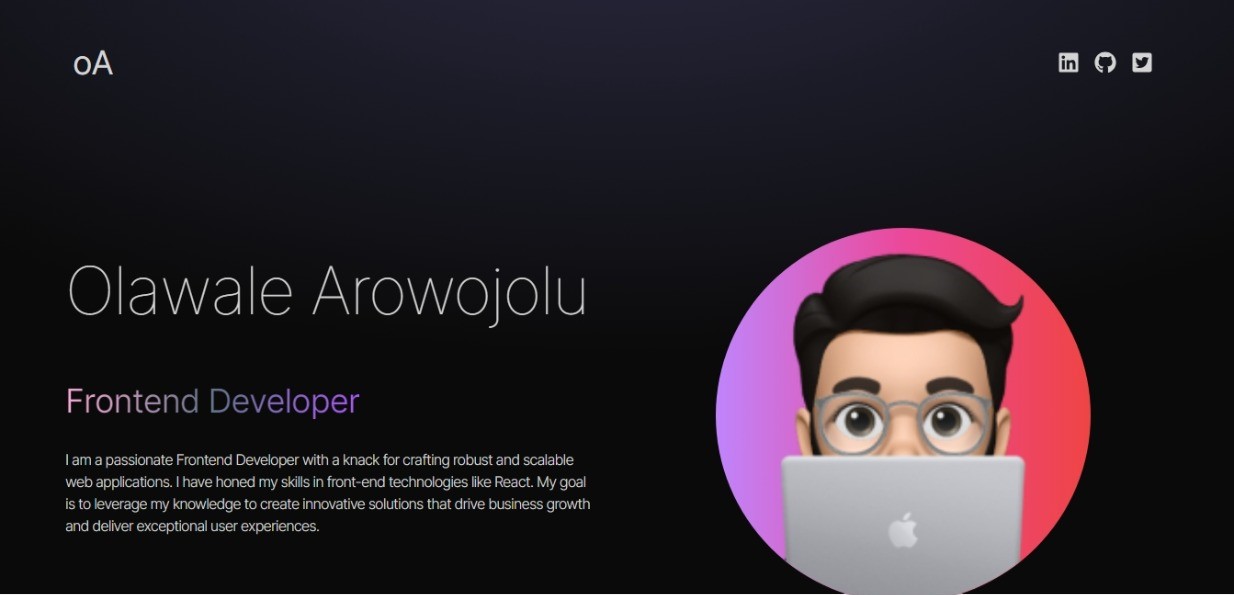 oA
Olawale Arowojolu
Frontend Developer
I am a passionate Frontend Developer with a knack for crafting robust and scalable
web applications. I have honed my skills in front-end technologies like React. My goal
is to leverage my knowledge to create innovative solutions that drive business growth
and deliver exceptional user experiences.